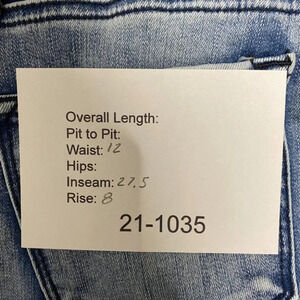 Overall Length:
Pit to Pit:
Waist: 12
Hips:
Inseam: 27.5
Rise: 8
21-1035